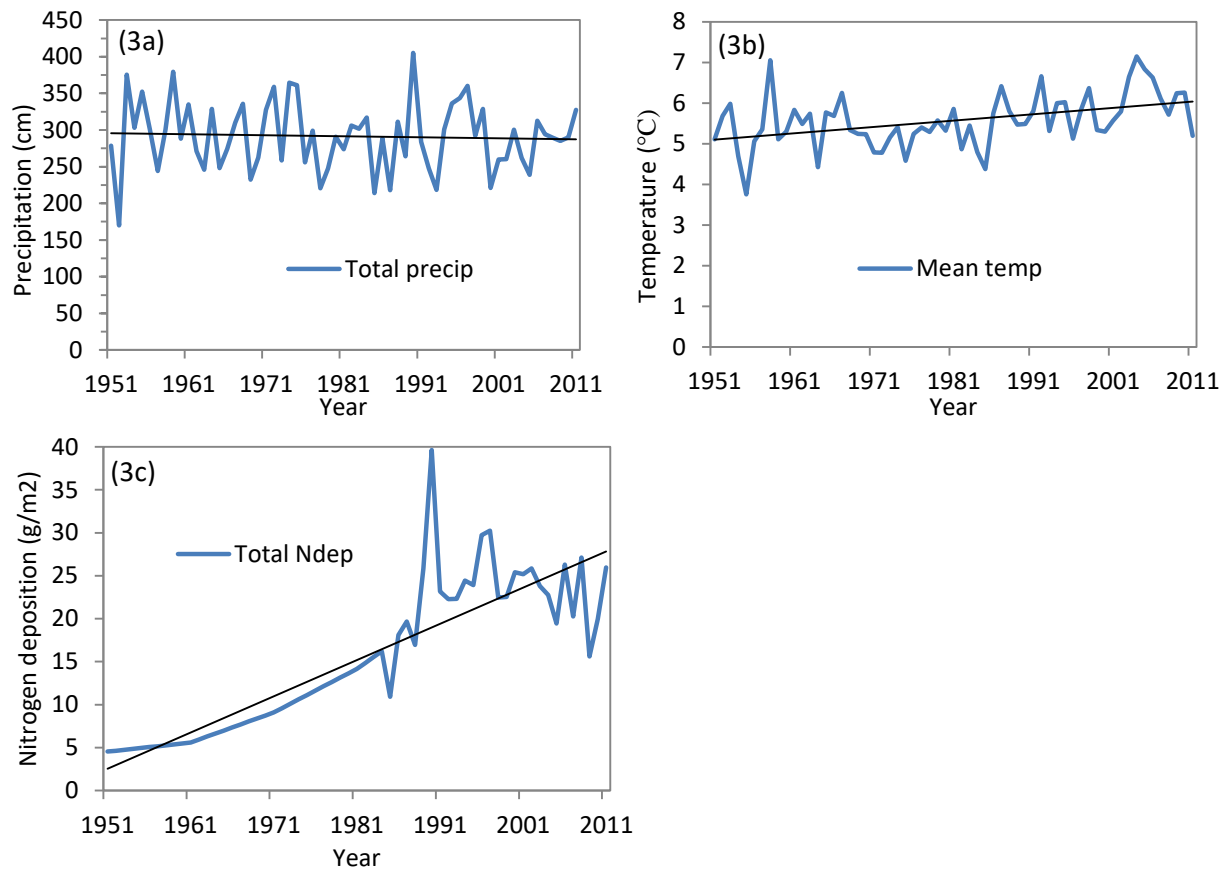 (3a)
Precipitation (cm)
450
400
350
300
250
200
150
100
50
0
Total precip
1951 1961 1971 1981 1991 2001 2011
Year
(3b)
Temperature (°C)
8
7
6
5
4
3
2
1
0
Mean temp
1951 1961 1971 1981 1991 2001 2011
Year
(3c)
Nitrogen deposition (g/m2)
40
35
30
25
20
15
10
5
0
Total Ndep
1951 1961 1971 1981 1991 2001 2011
Year